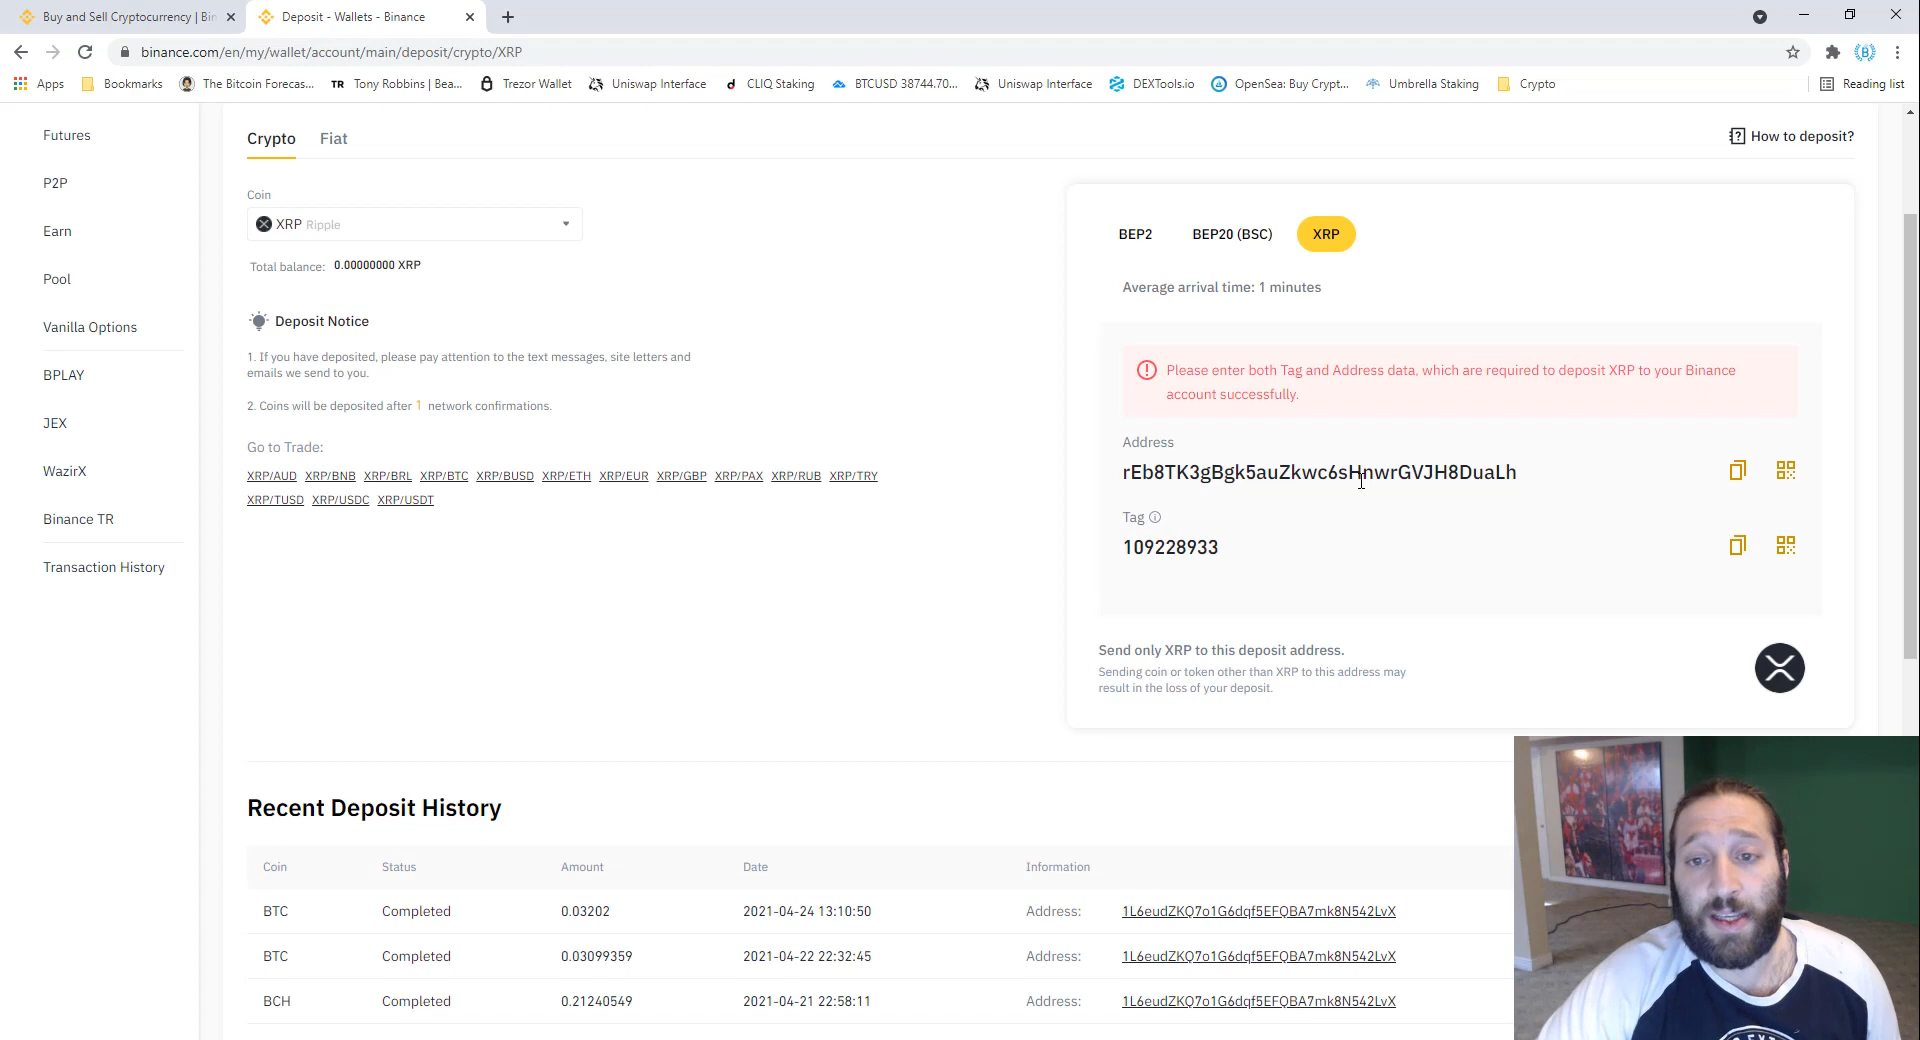 Buy and Sell Cryptocurrency | Bin
Deposit - Wallets - Binance
binance.com/en/my/wallet/account/main/deposit/crypto/XRP
Apps
Bookmarks
The Bitcoin Forecas...
TR Tony Robbins | Bea...
Trezor Wallet
Uniswap Interface
CLIQ Staking
BTCUSD 38744.70...
Uniswap Interface
DEXTools.io
OpenSea: Buy Crypt...
Umbrella Staking
Crypto
Reading list
Futures
P2P
Earn
Pool
Vanilla Options
BPLAY
JEX
WazirX
Binance TR
Transaction History
Crypto Fiat
How to deposit?
Coin
XRP Ripple
Total balance: 0.00000000 XRP
Deposit Notice
1. If you have deposited, please pay attention to the text messages, site letters and
emails we send to you.
2. Coins will be deposited after 1 network confirmations.
Go to Trade:
XRP/AUD XRP/BNB XRP/BRL XRP/BTC XRP/BUSD XRP/ETH XRP/EUR XRP/GBP XRP/PAX XRP/RUB XRP/TRY
XRP/TUSD XRP/USDC XRP/USDT
BEP2 BEP20 (BSC) XRP
Average arrival time: 1 minutes
Please enter both Tag and Address data, which are required to deposit XRP to your Binance
account successfully.
Address
rEb8TK3gBgk5auZkwc6sHnwrGVJH8DuaLh
Tag
109228933
Send only XRP to this deposit address.
Sending coin or token other than XRP to this address may
result in the loss of your deposit.
Recent Deposit History
Coin Status Amount Date Information
BTC Completed 0.03202 2021-04-24 13:10:50 Address: 1L6eudZKQ7o1G6dqf5EFQBA7mk8N542LvX
BTC Completed 0.03099359 2021-04-22 22:32:45 Address: 1L6eudZKQ7o1G6dqf5EFQBA7mk8N542LvX
BCH Completed 0.21240549 2021-04-21 22:58:11 Address: 1L6eudZKQ7o1G6dqf5EFQBA7mk8N542LvX